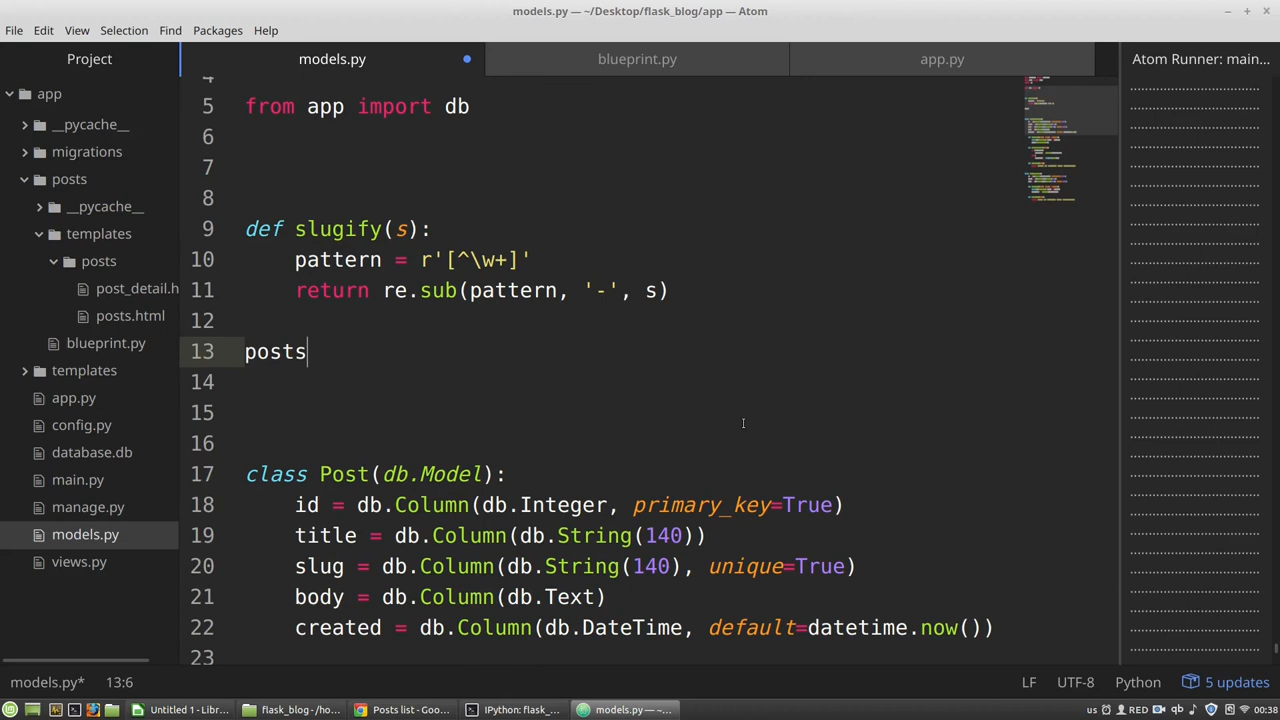 models.py — ~/Desktop/flask_blog/app — Atom
File Edit View Selection Find Packages Help
Project
models.py
blueprint.py
app.py
Atom Runner: main...
app
__pycache__
migrations
posts
__pycache__
templates
posts
post_detail.h
posts.html
blueprint.py
templates
app.py
config.py
database.db
main.py
manage.py
models.py
views.py
4
5 from app import db
6
7
8
9 def slugify(s):
10 pattern = r'[^\w+]'
11 return re.sub(pattern, '-', s)
12
13 posts
14
15
16
17 class Post(db.Model):
18 id = db.Column(db.Integer, primary_key=True)
19 title = db.Column(db.String(140))
20 slug = db.Column(db.String(140), unique=True)
21 body = db.Column(db.Text)
22 created = db.Column(db.DateTime, default=datetime.now())
23
models.py* 13:6 LF UTF-8 Python 5 updates
Untitled 1 - Libr... flask_blog - /ho... Posts list - Goo... IPython: flask_... models.py — ~... us RED qb 00:38